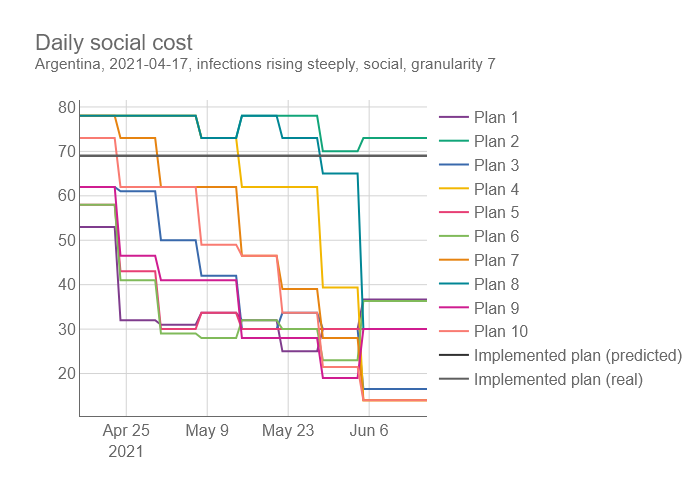 Daily social cost
Argentina, 2021-04-17, infections rising steeply, social, granularity 7
80
70
60
50
40
30
20
Apr 25
2021
May 9
May 23
Jun 6
Plan 1
Plan 2
Plan 3
Plan 4
Plan 5
Plan 6
Plan 7
Plan 8
Plan 9
Plan 10
Implemented plan (predicted)
Implemented plan (real)